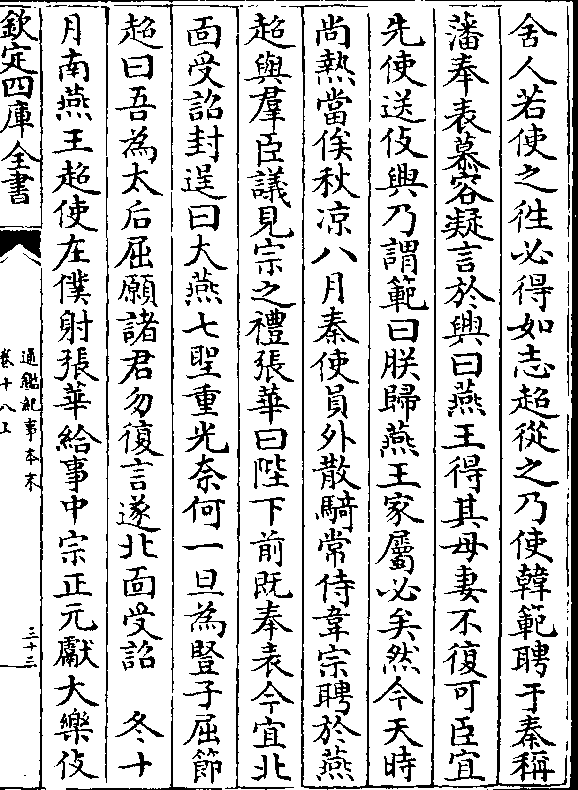 舍人若使之徃必得如志超從之乃使韓範聘于秦稱
藩奉表慕容凝言於興曰燕王得其母妻不復可臣宜
先使送伎興乃謂範曰朕歸燕王家屬必矣然今天時
尚熱當俟秋凉八月秦使員外散騎常侍韋宗聘於燕
超與羣臣議見宗之禮張華曰陛下前既奉表今宜北
面受詔封逞曰大燕七聖重光奈何一旦為豎子屈節
超曰吾為太后屈願諸君勿復言遂北面受詔　冬十
月南燕王超使左僕射張華給事中宗正元獻大樂伎
欽定四庫全書
通鑑紀事本末
卷十八上
三十三